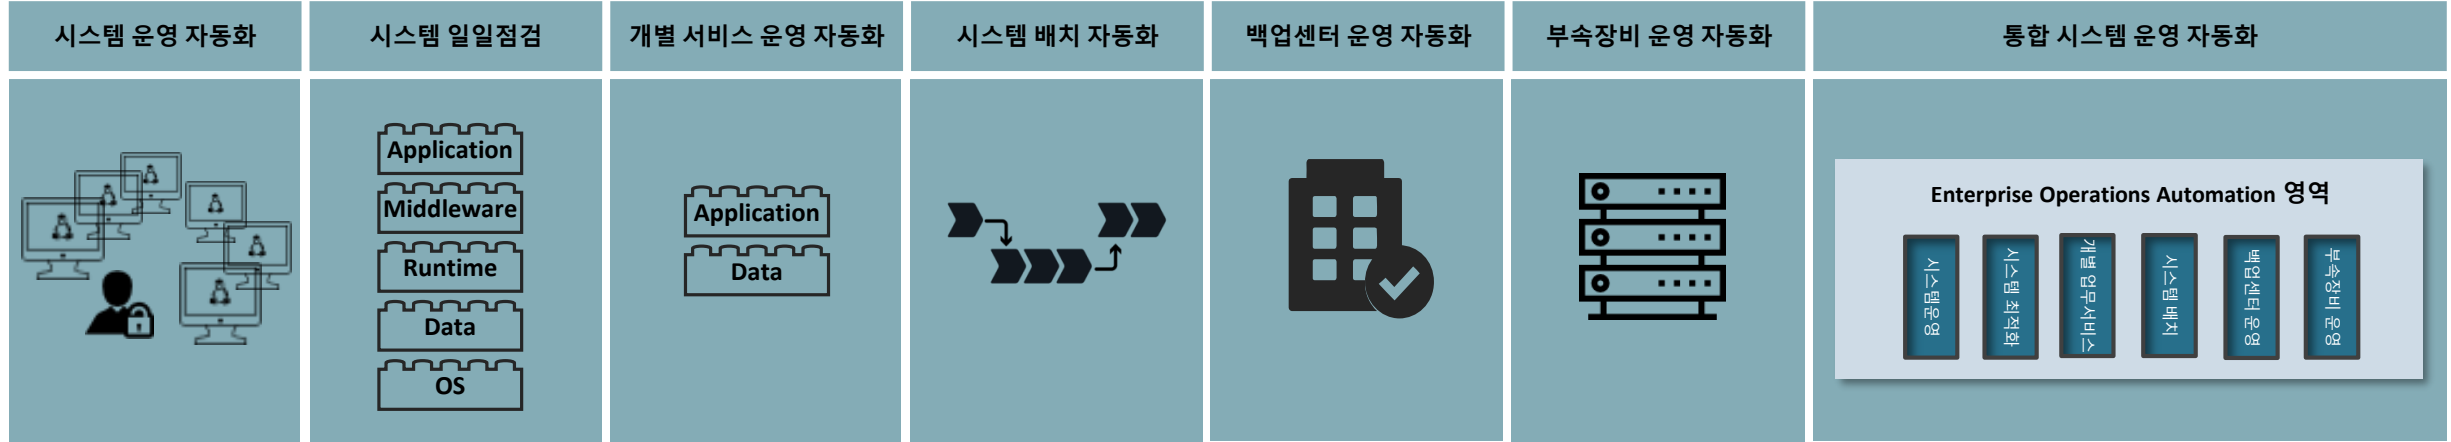 시스템 운영 자동화
시스템 일일점검
개별 서비스 운영 자동화
시스템 배치 자동화
백업센터 운영 자동화
부속장비 운영 자동화
통합 시스템 운영 자동화
Application
Middleware
Runtime
Data
OS
Application
Data
Enterprise Operations Automation 영역
시스템운영
시스템 최적화
개별 업무서비스
시스템 배치
백업센터 운영
부속장비 운영